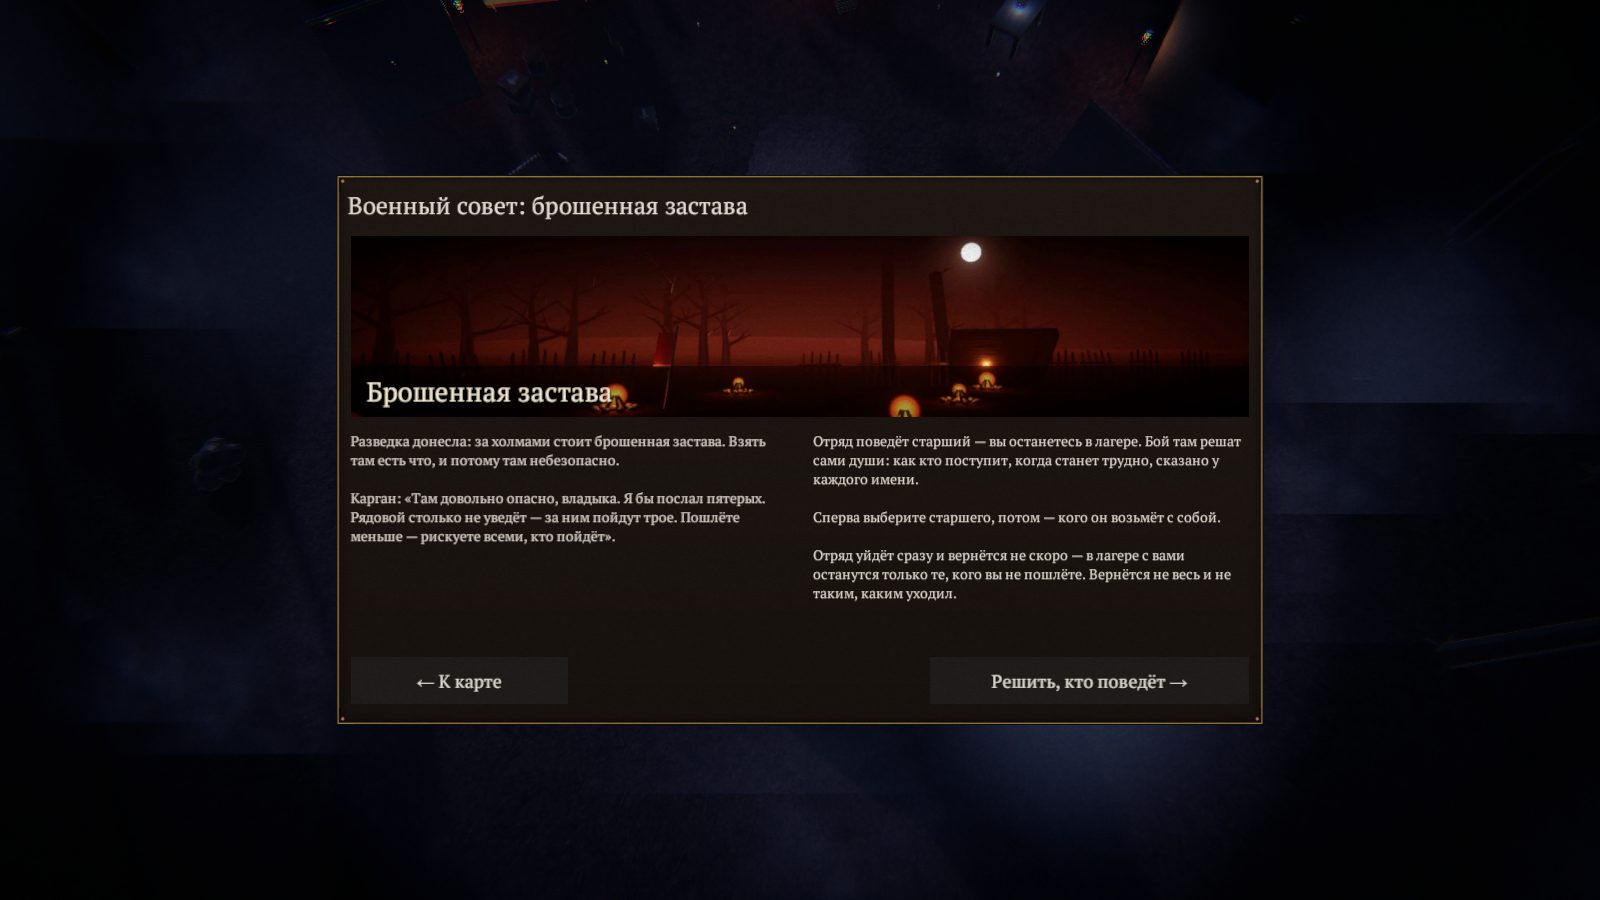 Военный совет: брошенная застава
Брошенная застава
Разведка донесла: за холмами стоит брошенная застава. Взять
там есть что, и потому там небезопасно.
Карган: «Там довольно опасно, владыка. Я бы послал пятерых.
Рядовой столько не уведёт — за ним пойдут трое. Пошлёте
меньше — рискуете всеми, кто пойдёт».
Отряд поведёт старший — вы останетесь в лагере. Бой там решат
сами души: как кто поступит, когда станет трудно, сказано у
каждого имени.
Сперва выберите старшего, потом — кого он возьмёт с собой.
Отряд уйдёт сразу и вернётся не скоро — в лагере с вами
останутся только те, кого вы не пошлёте. Вернётся не весь и не
таким, каким уходил.
← К карте
Решить, кто поведёт →